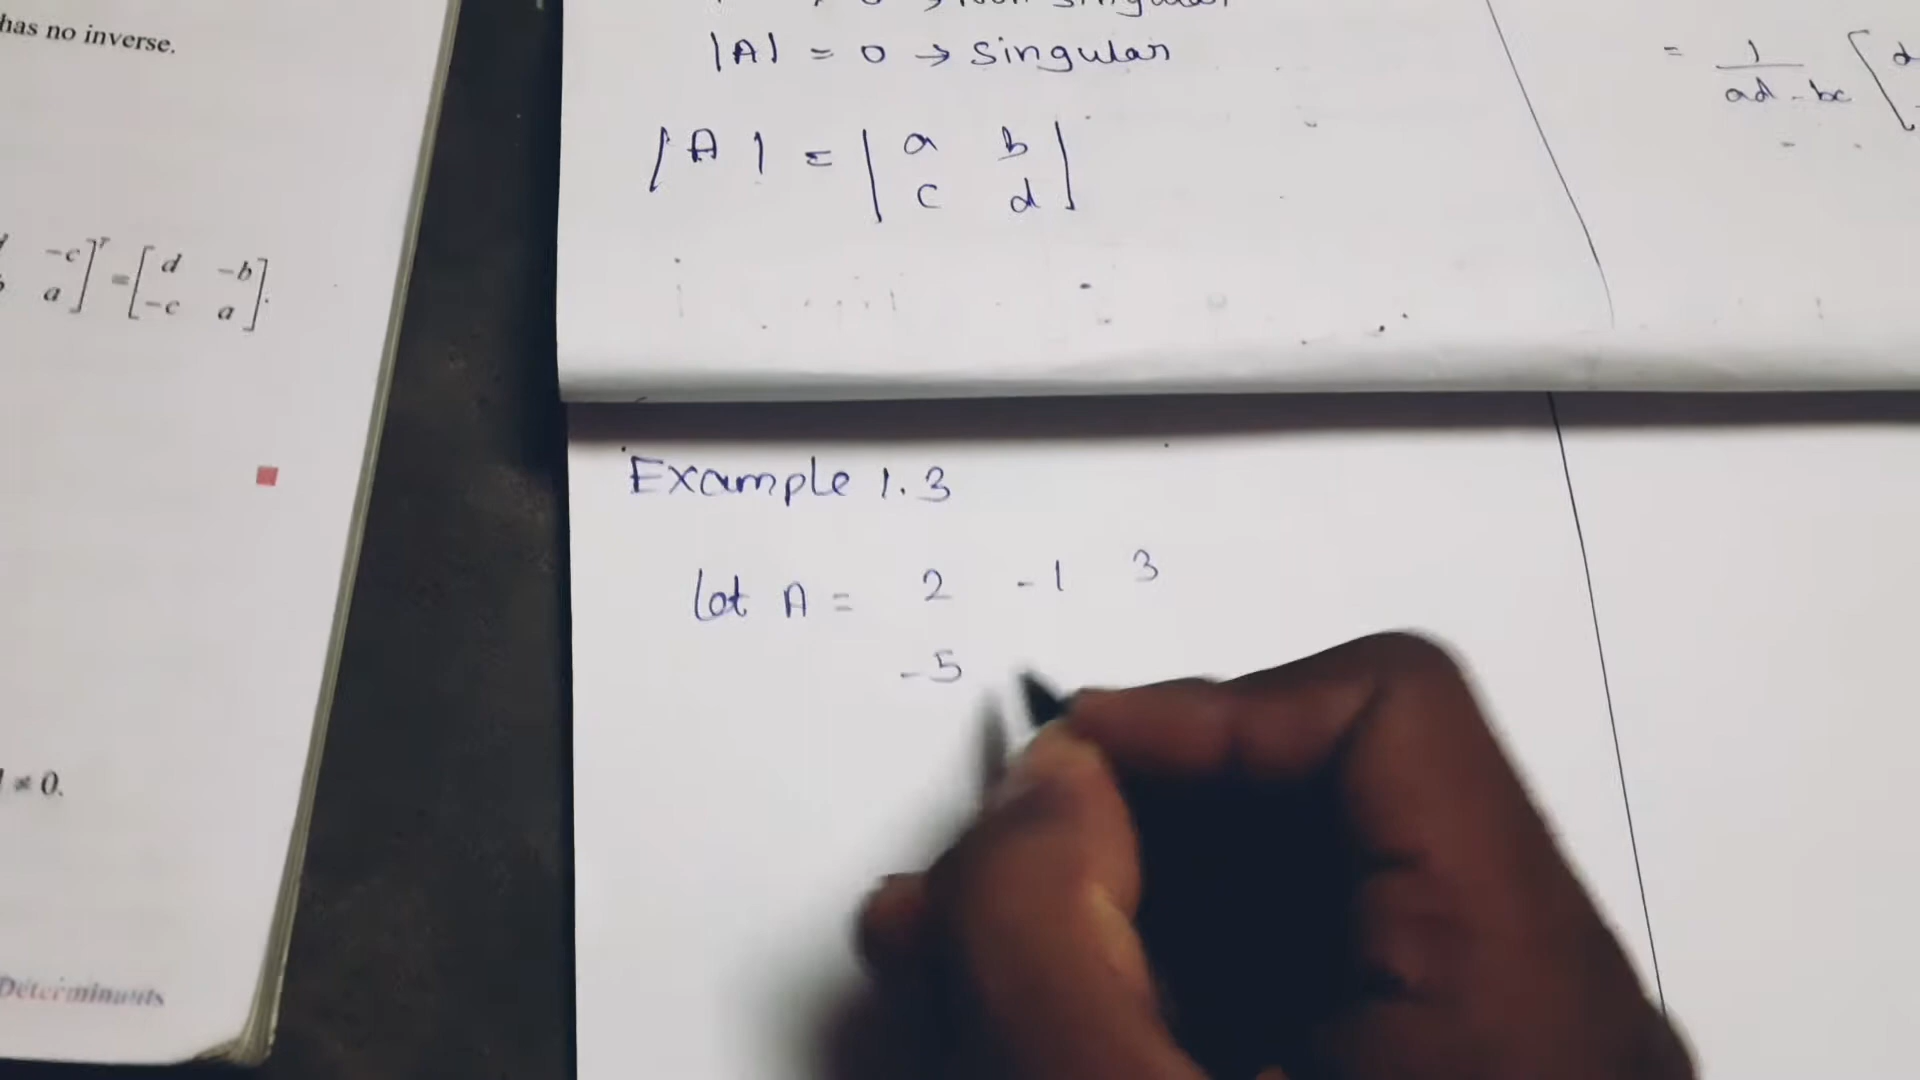 has no inverse.
-c ]ᵀ = [ d -b
a ] [ -c a ].
≠ 0.
Determinants
|A| = 0 → Singular
|A| = | a b |
| c d |
= 1
ad - bc [ d
Example 1.3
Let A = 2 -1 3
-5